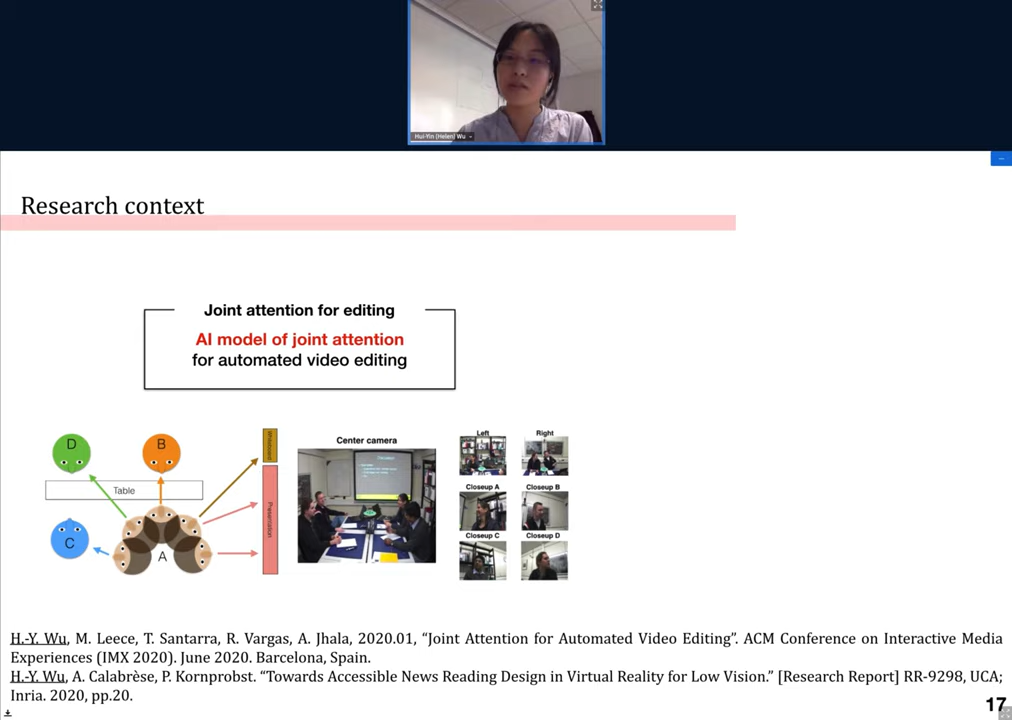 Hui-Yin (Helen) Wu
Research context
Joint attention for editing
AI model of joint attention
for automated video editing
D
B
Table
C
A
Whiteboard
Presentation
Center camera
Left
Right
Closeup A
Closeup B
Closeup C
Closeup D
H.-Y. Wu, M. Leece, T. Santarra, R. Vargas, A. Jhala, 2020.01, “Joint Attention for Automated Video Editing”. ACM Conference on Interactive Media
Experiences (IMX 2020). June 2020. Barcelona, Spain.
H.-Y. Wu, A. Calabrèse, P. Kornprobst. “Towards Accessible News Reading Design in Virtual Reality for Low Vision.” [Research Report] RR-9298, UCA;
Inria. 2020, pp.20.
17